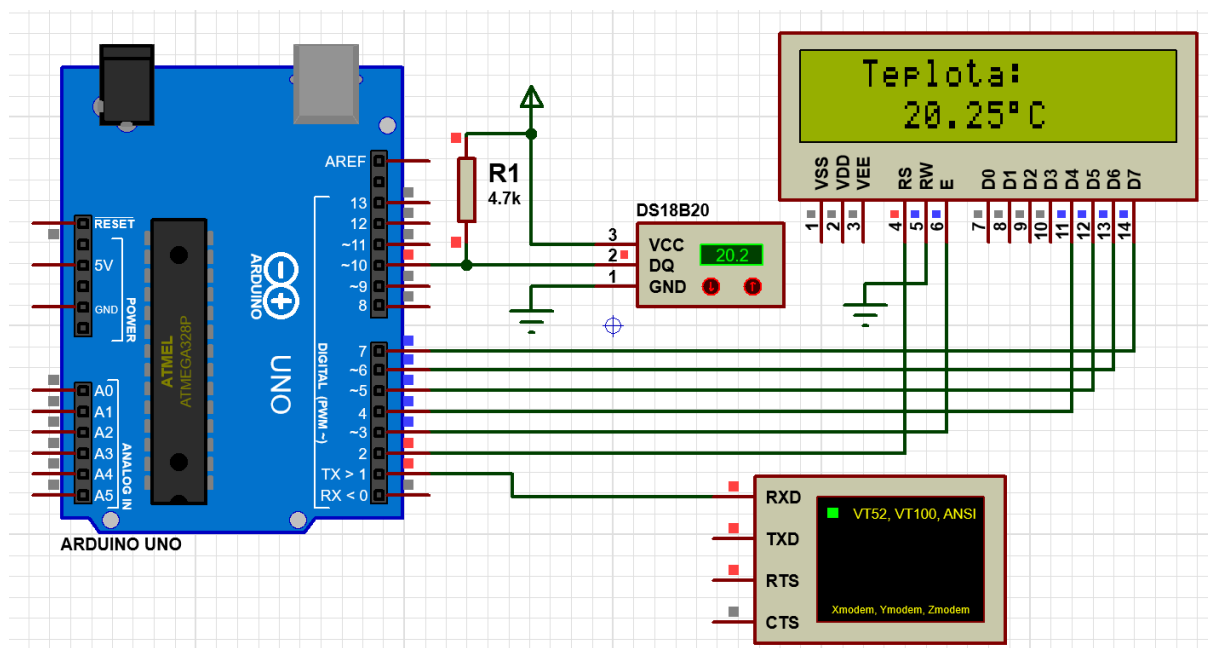 Teplota:
20.25°C
VSS
VDD
VEE
RS
RW
E
D0
D1
D2
D3
D4
D5
D6
D7
1
2
3
4
5
6
7
8
9
10
11
12
13
14
AREF
13
12
~11
~10
~9
8
RESET
5V
GND
POWER
ARDUINO
UNO
ATMEL
ATMEGA328P
DIGITAL (PWM ~)
7
~6
~5
4
~3
2
TX > 1
RX < 0
A0
A1
A2
A3
A4
A5
ANALOG IN
ARDUINO UNO
R1
4.7k
DS18B20
3
2
1
VCC
DQ
GND
20.2
RXD
TXD
RTS
CTS
VT52, VT100, ANSI
Xmodem, Ymodem, Zmodem